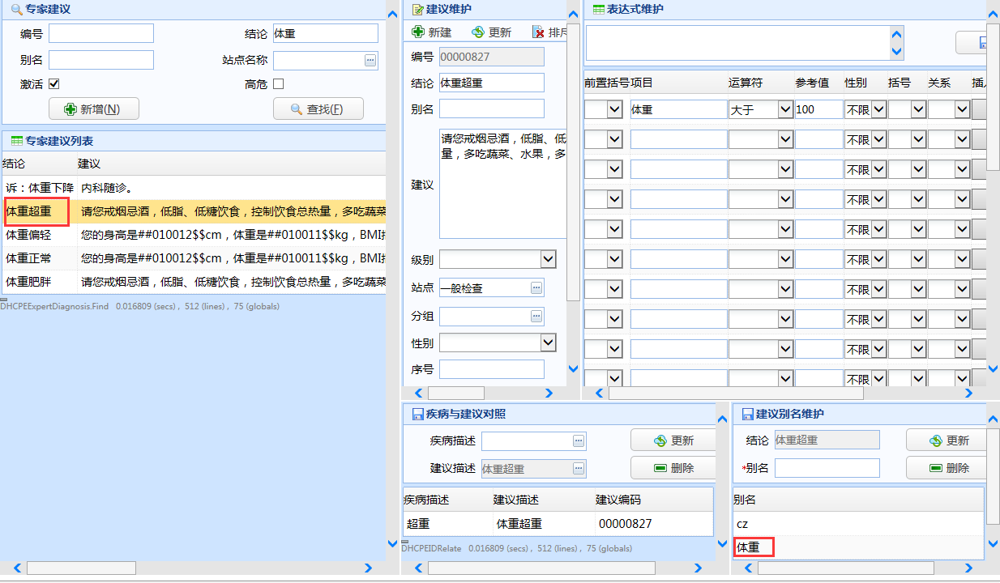 专家建议
编号
结论 体重
别名
站点名称
激活
高危
新增(N)
查找(F)
专家建议列表
结论 建议
诉：体重下降 内科随诊。
体重超重 请您戒烟忌酒，低脂、低糖饮食，控制饮食总热量，多吃蔬菜
体重偏轻 您的身高是##010012$$cm，体重是##010011$$kg，BMI
体重正常 您的身高是##010012$$cm，体重是##010011$$kg，BMI
体重肥胖 请您戒烟忌酒，低脂、低糖饮食，控制饮食总热量，多吃蔬菜
DHCPEExpertDiagnosis.Find 0.016809 (secs) , 512 (lines) , 75 (globals)
建议维护
新建 更新 排
编号 00000827
结论 体重超重
别名
建议
请您戒烟忌酒，低脂、低
量，多吃蔬菜、水果，多
级别
站点 一般检查
分组
性别
序号
表达式维护
前置括号 项目 运算符 参考值 性别 括号 关系 插
体重 大于 100 不限
不限
不限
不限
不限
不限
不限
不限
不限
不限
疾病与建议对照
疾病描述 更新
建议描述 体重超重 删除
疾病描述 建议描述 建议编码
超重 体重超重 00000827
DHCPEIDRelate 0.016809 (secs) , 512 (lines) , 75 (globals)
建议别名维护
结论 体重超重 更新
*别名 删除
别名
cz
体重